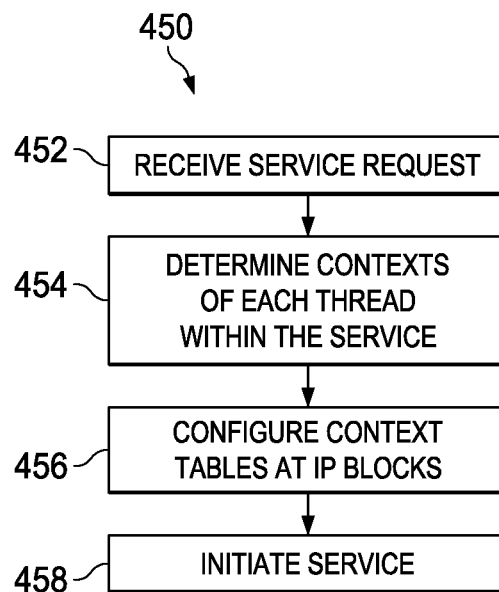 450
452
RECEIVE SERVICE REQUEST
454
DETERMINE CONTEXTS
OF EACH THREAD
WITHIN THE SERVICE
456
CONFIGURE CONTEXT
TABLES AT IP BLOCKS
458
INITIATE SERVICE